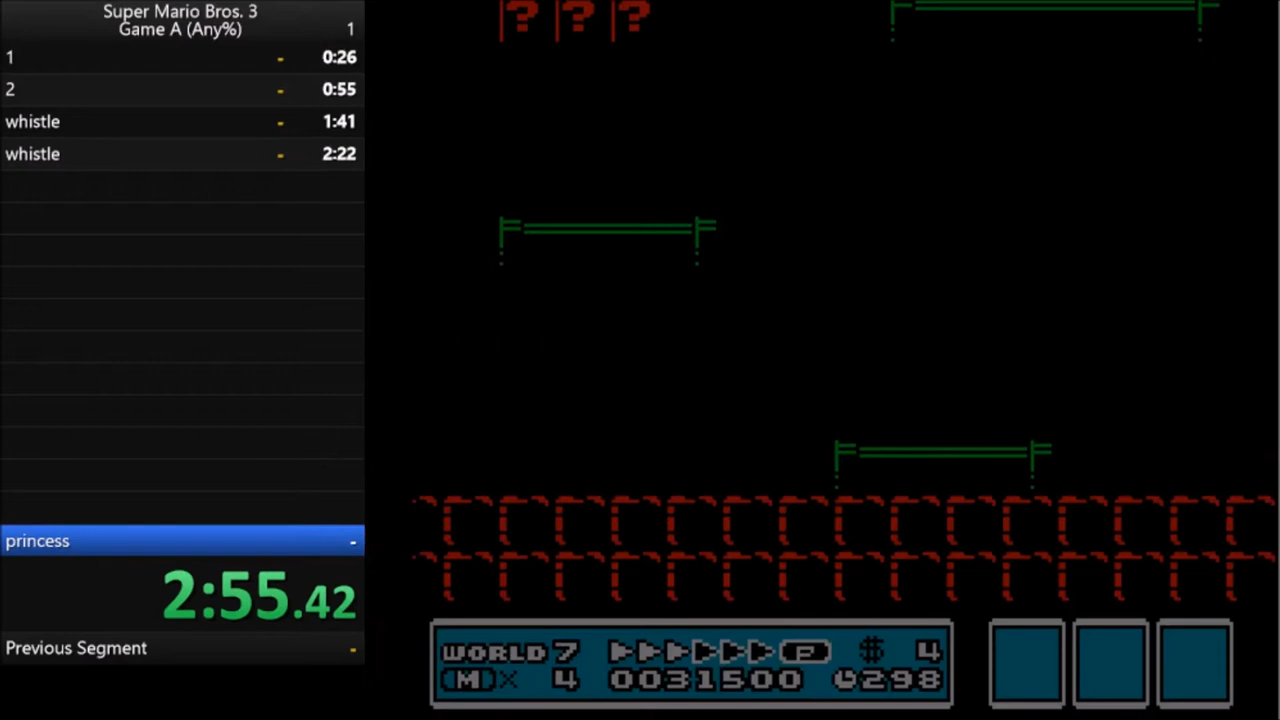 Super Mario Bros. 3
Game A (Any%) 1
1 - 0:26
2 - 0:55
whistle - 1:41
whistle - 2:22
princess -
2:55.42
Previous Segment -
? ? ?
WORLD 7 P $ 4
M × 4 0031500 298